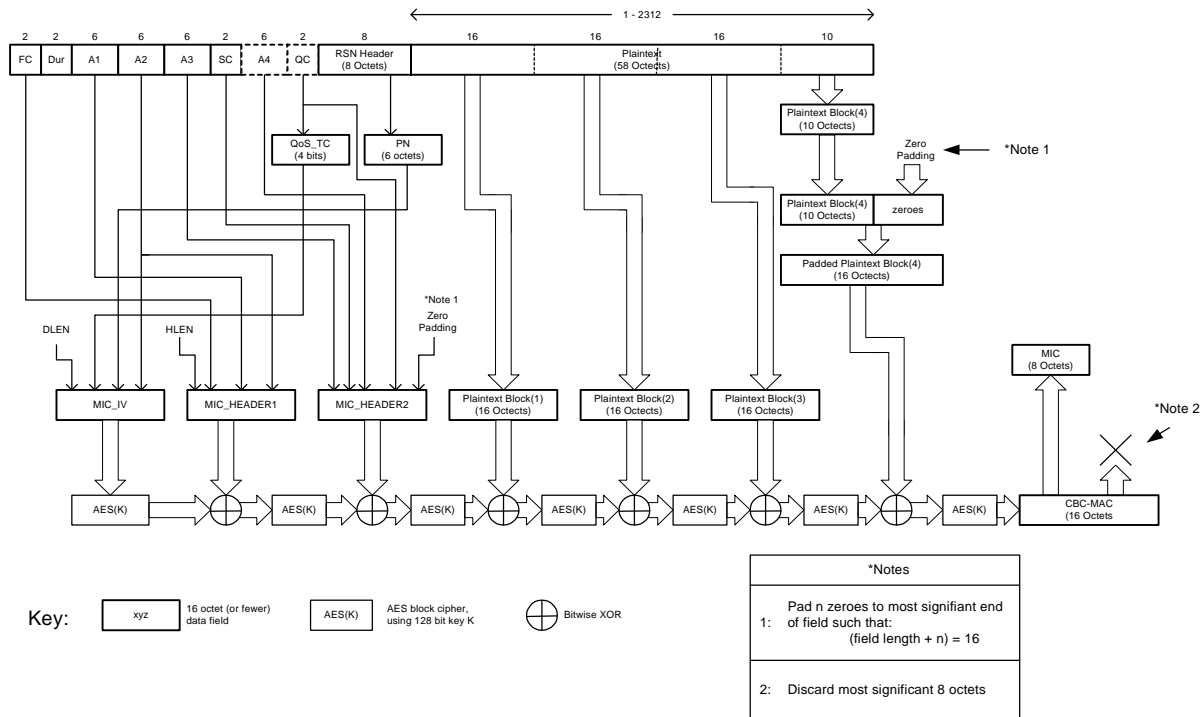 1 - 2312
2 2 6 6 6 2 6 2 8 16 16 16 10
FC Dur A1 A2 A3 SC A4 QC RSN Header
(8 Octets)
Plaintext
(58 Octects)
Plaintext Block(4)
(10 Octects)
QoS_TC
(4 bits)
PN
(6 octets)
Zero
Padding
*Note 1
Plaintext Block(4)
(10 Octects)
zeroes
Padded Plaintext Block(4)
(16 Octects)
*Note 1
Zero
Padding
DLEN
HLEN
MIC
(8 Octets)
MIC_IV
MIC_HEADER1
MIC_HEADER2
Plaintext Block(1)
(16 Octects)
Plaintext Block(2)
(16 Octects)
Plaintext Block(3)
(16 Octects)
*Note 2
AES(K)
AES(K)
AES(K)
AES(K)
AES(K)
AES(K)
AES(K)
CBC-MAC
(16 Octets
Key:
xyz
16 octet (or fewer)
data field
AES(K)
AES block cipher,
using 128 bit key K
Bitwise XOR
*Notes
1:
Pad n zeroes to most signifiant end
of field such that:
(field length + n) = 16
2: Discard most significant 8 octets